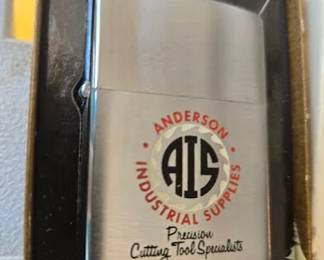 • ANDERSON •
AIS
INDUSTRIAL SUPPLIES
Precision
Cutting Tool Specialists